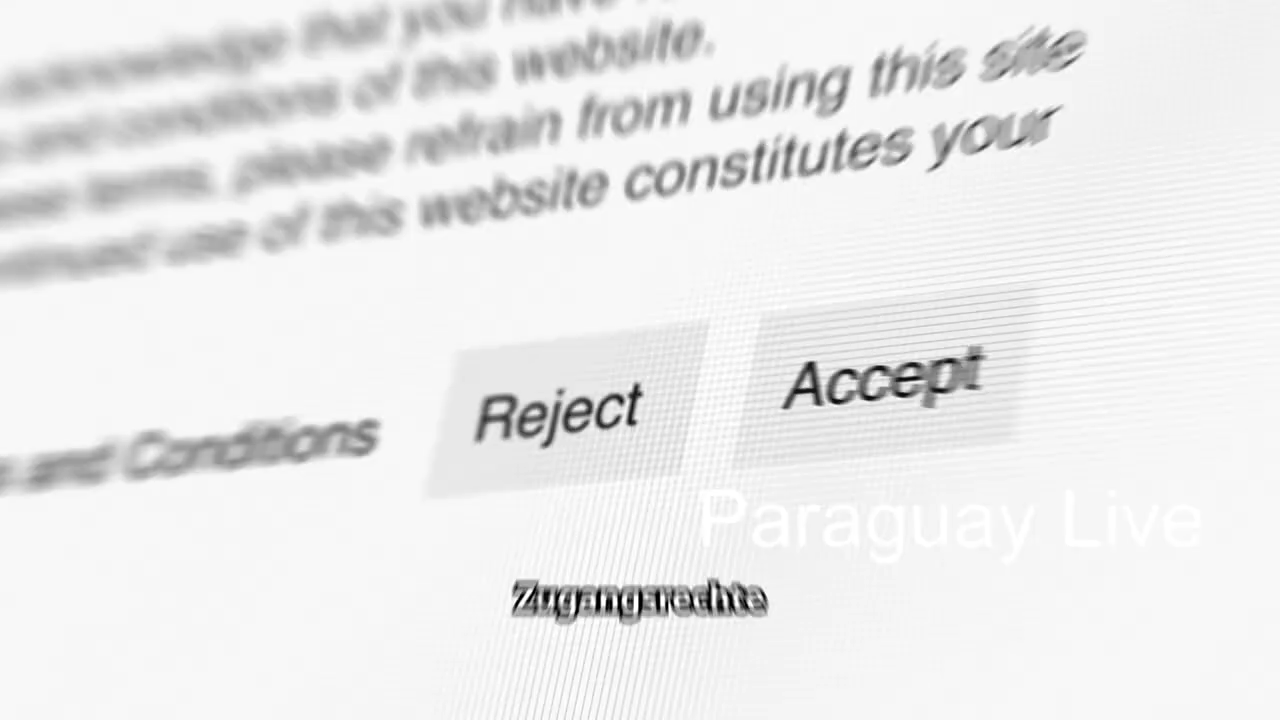 acknowledge that you have
and conditions of this website.
terms, please refrain from using this site
use of this website constitutes your
and Conditions
Reject
Accept
Paraguay Live
Zugangsrechte